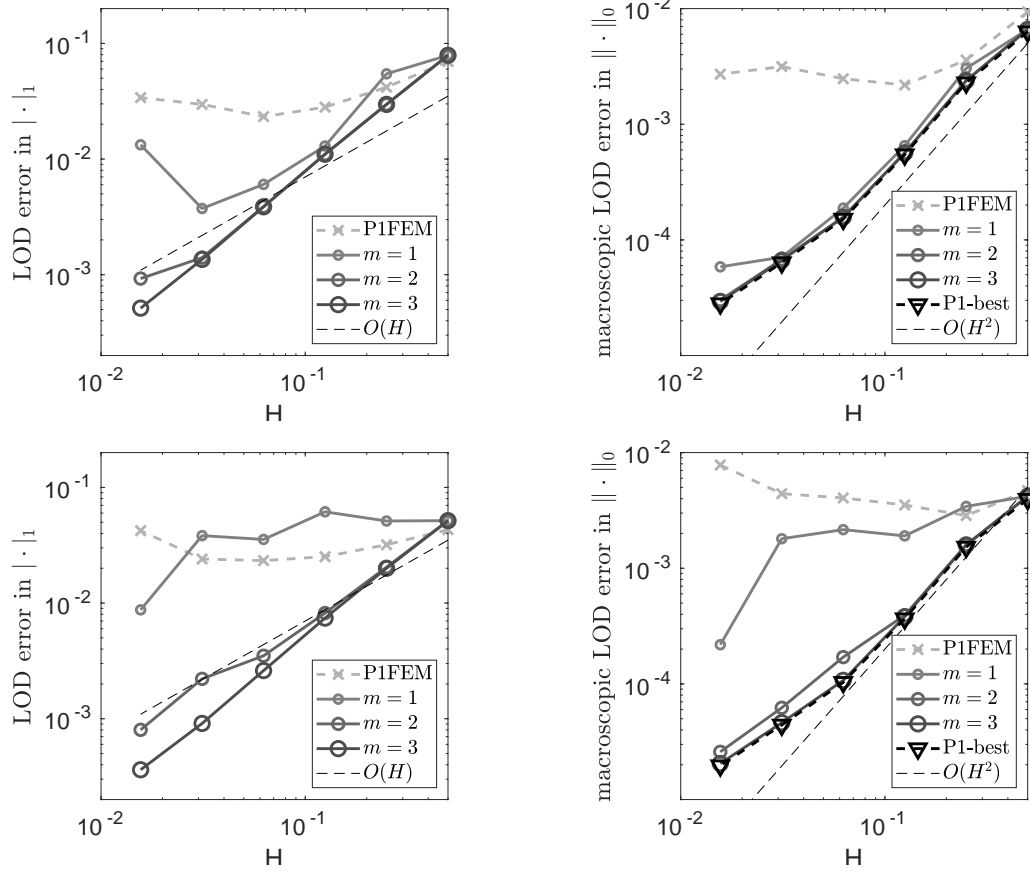 LOD error in | · |₁
10⁻¹
10⁻²
10⁻³
10⁻²
10⁻¹
H
P1FEM
m = 1
m = 2
m = 3
O(H)
macroscopic LOD error in ‖ · ‖₀
10⁻²
10⁻³
10⁻⁴
10⁻²
10⁻¹
H
P1FEM
m = 1
m = 2
m = 3
P1-best
O(H²)
LOD error in | · |₁
10⁻¹
10⁻²
10⁻³
10⁻²
10⁻¹
H
P1FEM
m = 1
m = 2
m = 3
O(H)
macroscopic LOD error in ‖ · ‖₀
10⁻²
10⁻³
10⁻⁴
10⁻²
10⁻¹
H
P1FEM
m = 1
m = 2
m = 3
P1-best
O(H²)